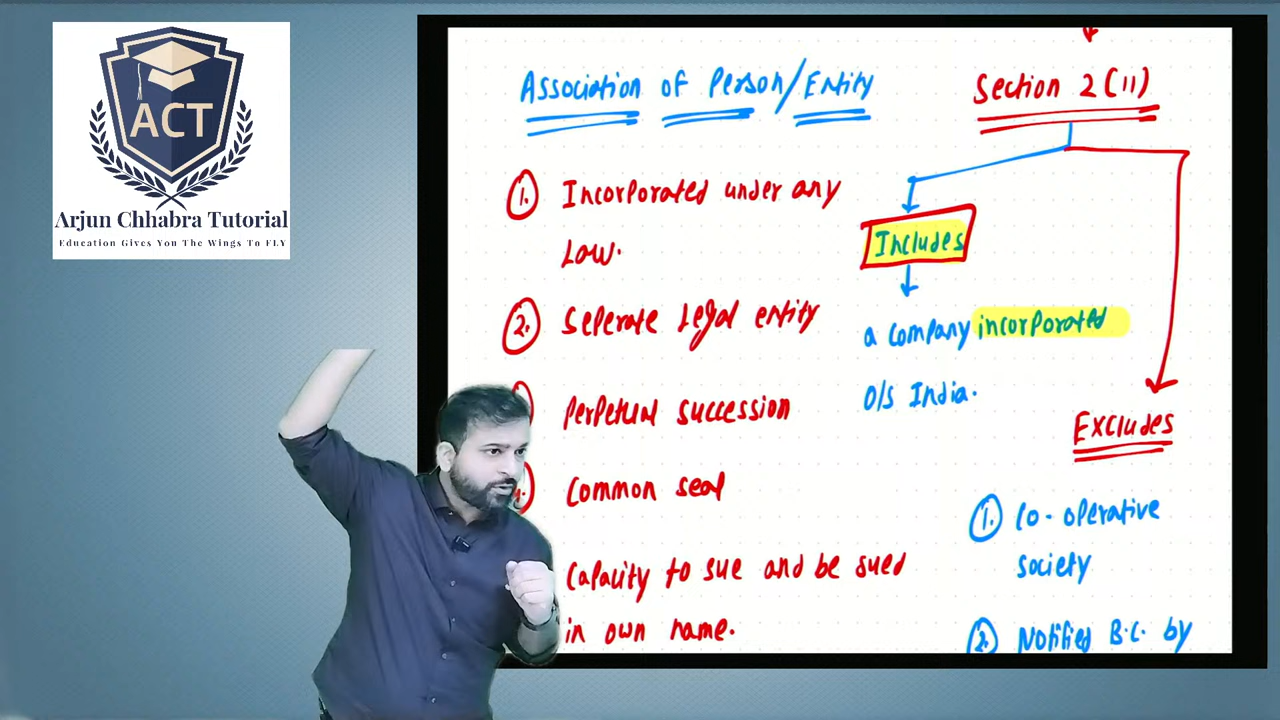 ACT
Arjun Chhabra Tutorial
Education Gives You The Wings To FLY
Association of Person/Entity
1. Incorporated under any
Law.
2. Seperate Legal entity
Perpetual succession
Common seal
Capacity to sue and be sued
in own name.
Section 2(11)
Includes
a company incorporated
O/S India.
Excludes
1. Co-operative
society
2. Notified B.C. by